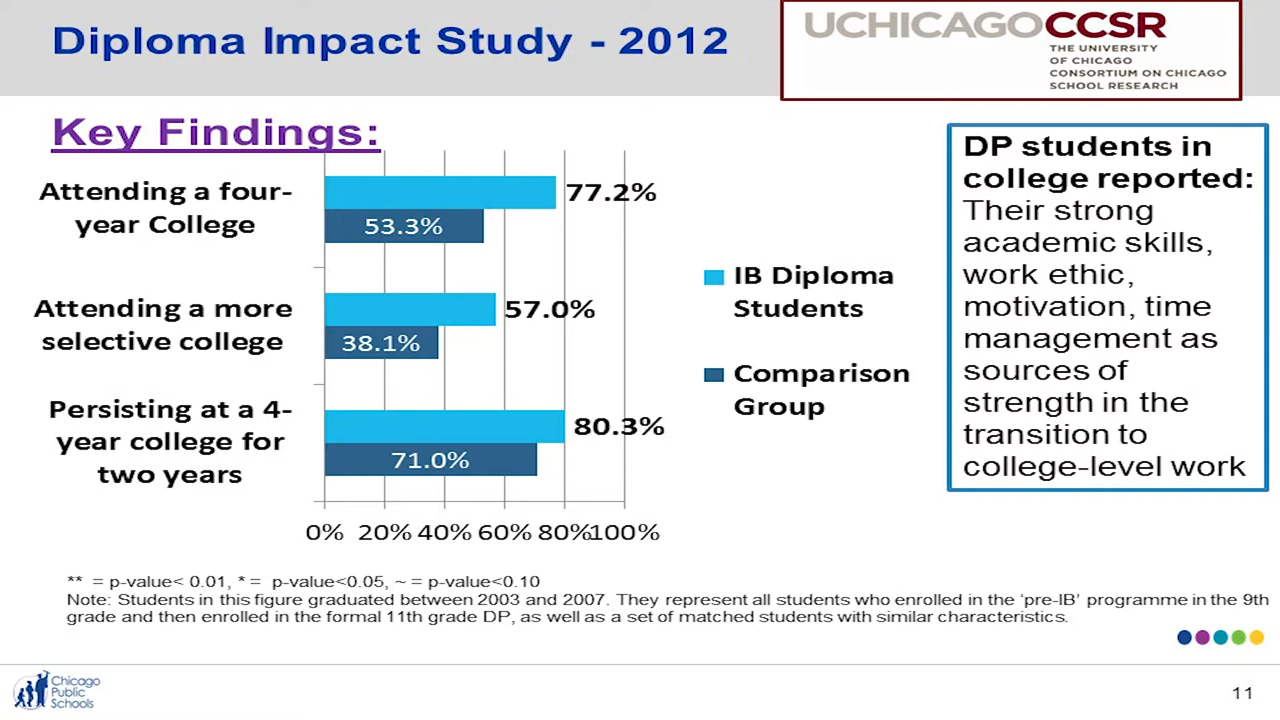 Diploma Impact Study - 2012
UCHICAGOCCSR
THE UNIVERSITY
OF CHICAGO
CONSORTIUM ON CHICAGO
SCHOOL RESEARCH
Key Findings:
Attending a four-
year College
77.2%
53.3%
Attending a more
selective college
57.0%
38.1%
Persisting at a 4-
year college for
two years
80.3%
71.0%
0% 20% 40% 60% 80% 100%
IB Diploma
Students
Comparison
Group
DP students in
college reported:
Their strong
academic skills,
work ethic,
motivation, time
management as
sources of
strength in the
transition to
college-level work
** = p-value< 0.01, * = p-value<0.05, ~ = p-value<0.10
Note: Students in this figure graduated between 2003 and 2007. They represent all students who enrolled in the ‘pre-IB’ programme in the 9th
grade and then enrolled in the formal 11th grade DP, as well as a set of matched students with similar characteristics.
Chicago
Public
Schools
11